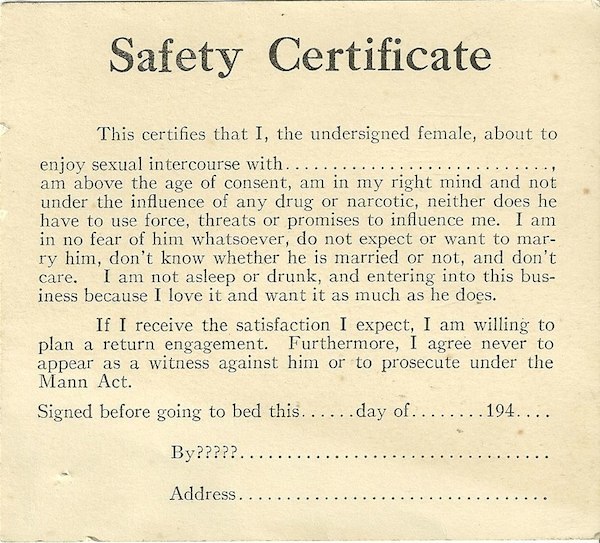 Safety Certificate
This certifies that I, the undersigned female, about to
enjoy sexual intercourse with...........................,
am above the age of consent, am in my right mind and not
under the influence of any drug or narcotic, neither does he
have to use force, threats or promises to influence me. I am
in no fear of him whatsoever, do not expect or want to mar-
ry him, don't know whether he is married or not, and don't
care. I am not asleep or drunk, and entering into this bus-
iness because I love it and want it as much as he does.
If I receive the satisfaction I expect, I am willing to
plan a return engagement. Furthermore, I agree never to
appear as a witness against him or to prosecute under the
Mann Act.
Signed before going to bed this......day of........194....
By?????.................................
Address.................................